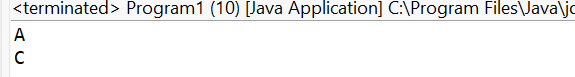 <terminated> Program1 (10) [Java Application] C:\Program Files\Java\
A
C